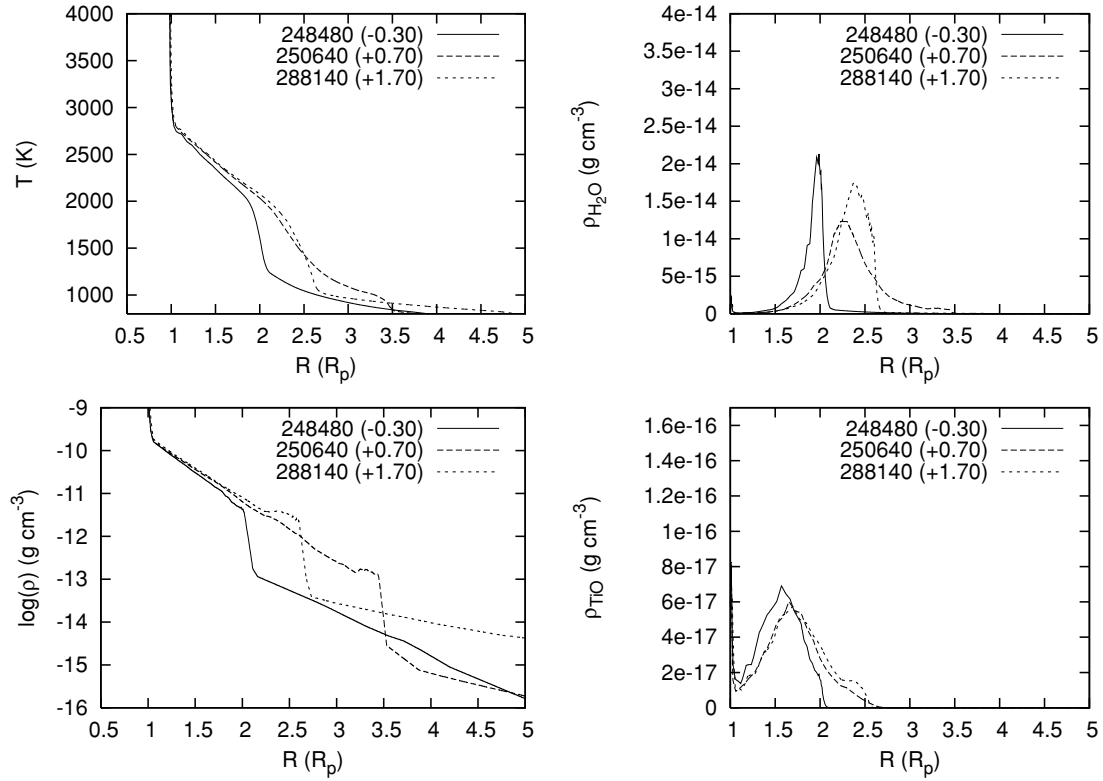 4000
3500
3000
2500
2000
1500
1000
T (K)
248480 (-0.30)
250640 (+0.70)
288140 (+1.70)
0.5 1 1.5 2 2.5 3 3.5 4 4.5 5
R (Rp)
4e-14
3.5e-14
3e-14
2.5e-14
2e-14
1.5e-14
1e-14
5e-15
0
ρH2O (g cm-3)
248480 (-0.30)
250640 (+0.70)
288140 (+1.70)
1 1.5 2 2.5 3 3.5 4 4.5 5
R (Rp)
-9
-10
-11
-12
-13
-14
-15
-16
log(ρ) (g cm-3)
248480 (-0.30)
250640 (+0.70)
288140 (+1.70)
0.5 1 1.5 2 2.5 3 3.5 4 4.5 5
R (Rp)
1.6e-16
1.4e-16
1.2e-16
1e-16
8e-17
6e-17
4e-17
2e-17
0
ρTiO (g cm-3)
248480 (-0.30)
250640 (+0.70)
288140 (+1.70)
1 1.5 2 2.5 3 3.5 4 4.5 5
R (Rp)